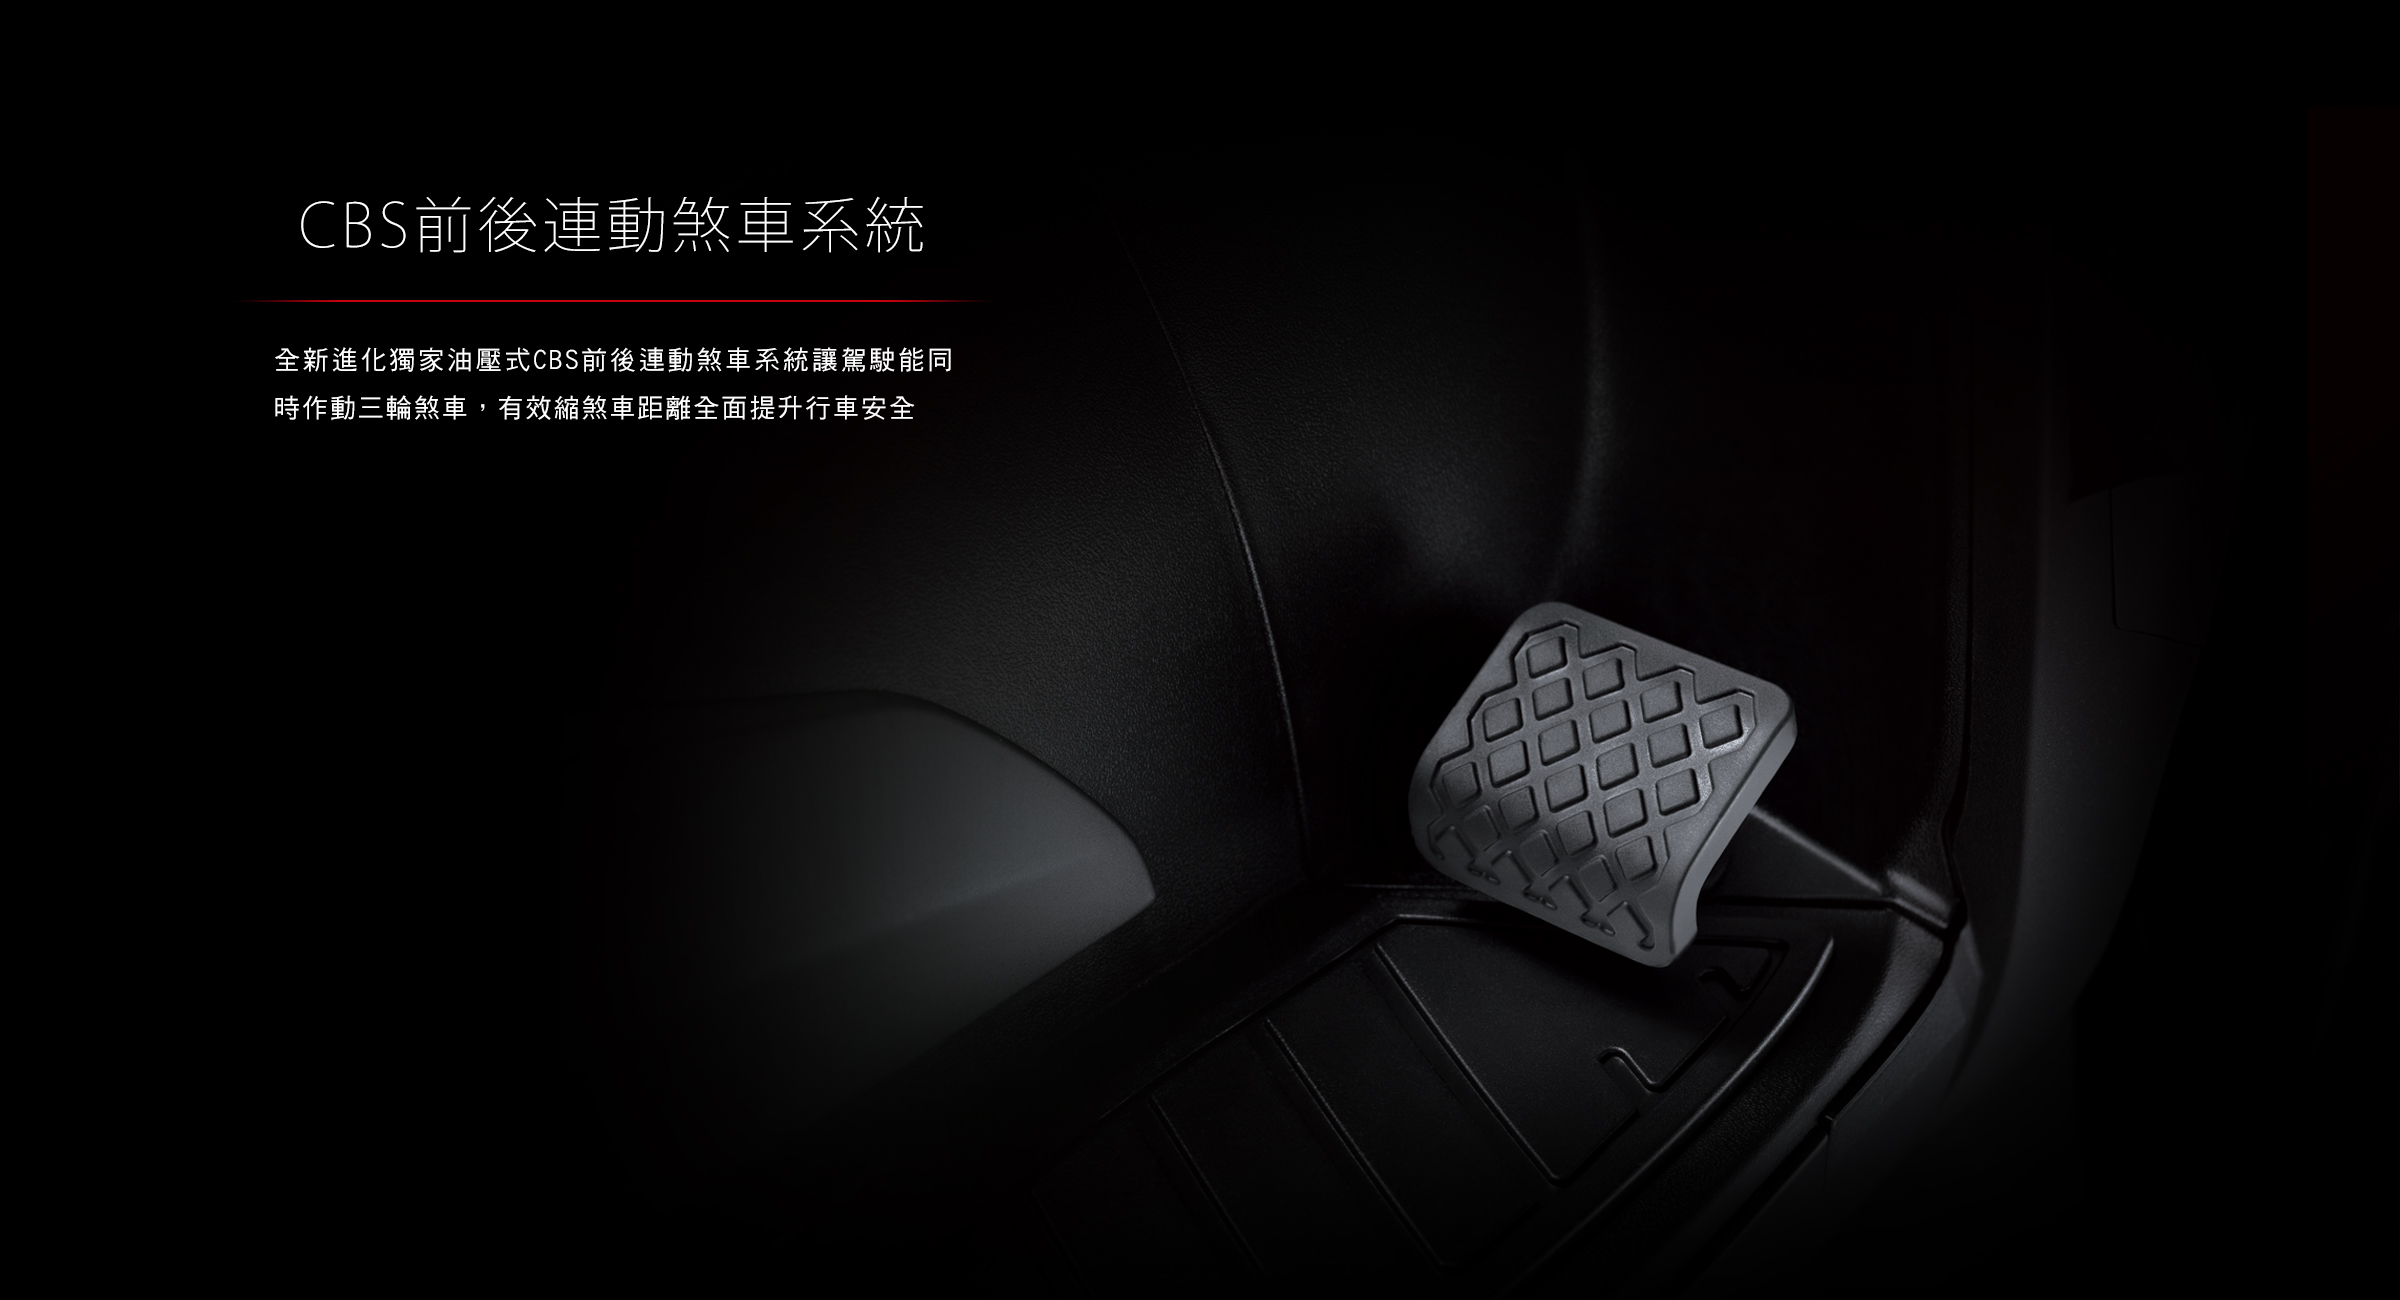 CBS前後連動煞車系統
全新進化獨家油壓式CBS前後連動煞車系統讓駕駛能同
時作動三輪煞車，有效縮煞車距離全面提升行車安全